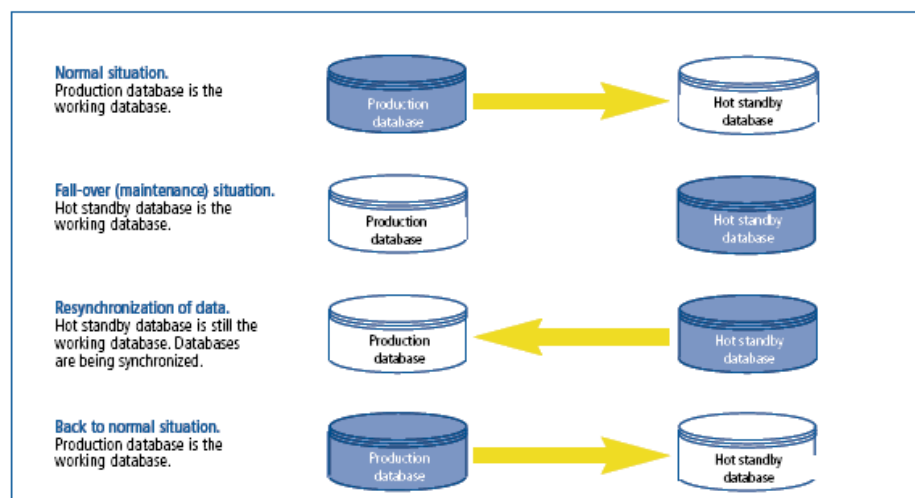 Normal situation.
Production database is the
working database.
Production
database
Hot standby
database
Fall-over (maintenance) situation.
Hot standby database is the
working database.
Production
database
Hot standby
database
Resynchronization of data.
Hot standby database is still the
working database. Databases
are being synchronized.
Production
database
Hot standby
database
Back to normal situation.
Production database is the
working database.
Production
database
Hot standby
database